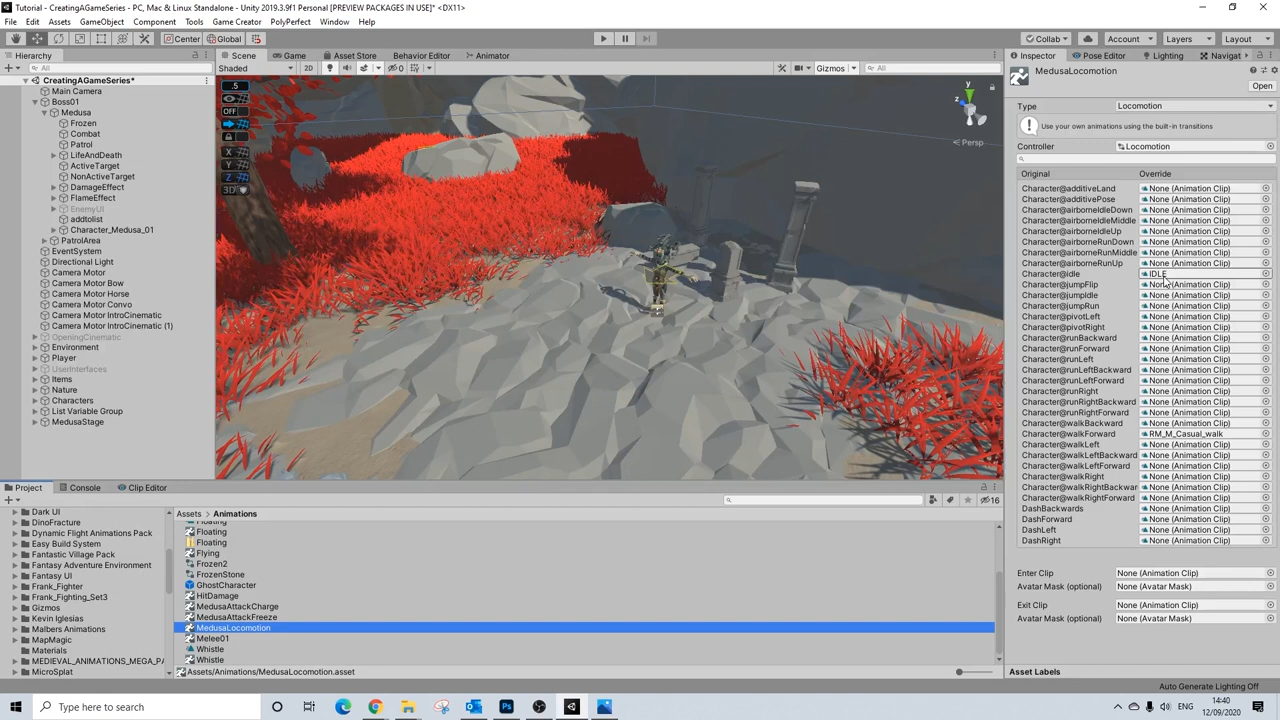 Tutorial - CreatingAGameSeries - PC, Mac & Linux Standalone - Unity 2019.3.9f1 Personal [PREVIEW PACKAGES IN USE]* <DX11>
File Edit Assets GameObject Component Tools Game Creator PolyPerfect Window Help
Center Global Collab Account Layers Layout
Hierarchy
All
CreatingAGameSeries*
Main Camera
Boss01
Medusa
Frozen
Combat
Patrol
LifeAndDeath
ActiveTarget
NonActiveTarget
DamageEffect
FlameEffect
EnemyUI
addtolist
Character_Medusa_01
PatrolArea
EventSystem
Directional Light
Camera Motor
Camera Motor Bow
Camera Motor Horse
Camera Motor Convo
Camera Motor IntroCinematic
Camera Motor IntroCinematic (1)
OpeningCinematic
Environment
Player
UserInterfaces
Items
Nature
Characters
List Variable Group
MedusaStage
Scene Game Asset Store Behavior Editor Animator
Shaded 2D 0 Gizmos All
.5
OFF
X
Y
Z
3D
y
z
Persp
Inspector Pose Editor Lighting Navigat
MedusaLocomotion
Open
Type Locomotion
Use your own animations using the built-in transitions
Controller Locomotion
Original Override
Character@additiveLand None (Animation Clip)
Character@additivePose None (Animation Clip)
Character@airborneIdleDown None (Animation Clip)
Character@airborneIdleMiddle None (Animation Clip)
Character@airborneIdleUp None (Animation Clip)
Character@airborneRunDown None (Animation Clip)
Character@airborneRunMiddle None (Animation Clip)
Character@airborneRunUp None (Animation Clip)
Character@idle IDLE
Character@jumpFlip None (Animation Clip)
Character@jumpIdle None (Animation Clip)
Character@jumpRun None (Animation Clip)
Character@pivotLeft None (Animation Clip)
Character@pivotRight None (Animation Clip)
Character@runBackward None (Animation Clip)
Character@runForward None (Animation Clip)
Character@runLeft None (Animation Clip)
Character@runLeftBackward None (Animation Clip)
Character@runLeftForward None (Animation Clip)
Character@runRight None (Animation Clip)
Character@runRightBackward None (Animation Clip)
Character@runRightForward None (Animation Clip)
Character@walkBackward None (Animation Clip)
Character@walkForward RM_M_Casual_walk
Character@walkLeft None (Animation Clip)
Character@walkLeftBackward None (Animation Clip)
Character@walkLeftForward None (Animation Clip)
Character@walkRight None (Animation Clip)
Character@walkRightBackwar None (Animation Clip)
Character@walkRightForward None (Animation Clip)
DashBackwards None (Animation Clip)
DashForward None (Animation Clip)
DashLeft None (Animation Clip)
DashRight None (Animation Clip)
Enter Clip None (Animation Clip)
Avatar Mask (optional) None (Avatar Mask)
Exit Clip None (Animation Clip)
Avatar Mask (optional) None (Avatar Mask)
Asset Labels
Auto Generate Lighting Off
Project Console Clip Editor
16
Dark UI
DinoFracture
Dynamic Flight Animations Pack
Easy Build System
Fantastic Village Pack
Fantasy Adventure Environment
Fantasy UI
Frank_Fighter
Frank_Fighting_Set3
Gizmos
Kevin Iglesias
Malbers Animations
MapMagic
Materials
MEDIEVAL_ANIMATIONS_MEGA_PA
MicroSplat
Assets > Animations
Floating
Floating
Floating
Flying
Frozen2
FrozenStone
GhostCharacter
HitDamage
MedusaAttackCharge
MedusaAttackFreeze
MedusaLocomotion
Melee01
Whistle
Whistle
Assets/Animations/MedusaLocomotion.asset
Type here to search
ENG
14:40
12/09/2020